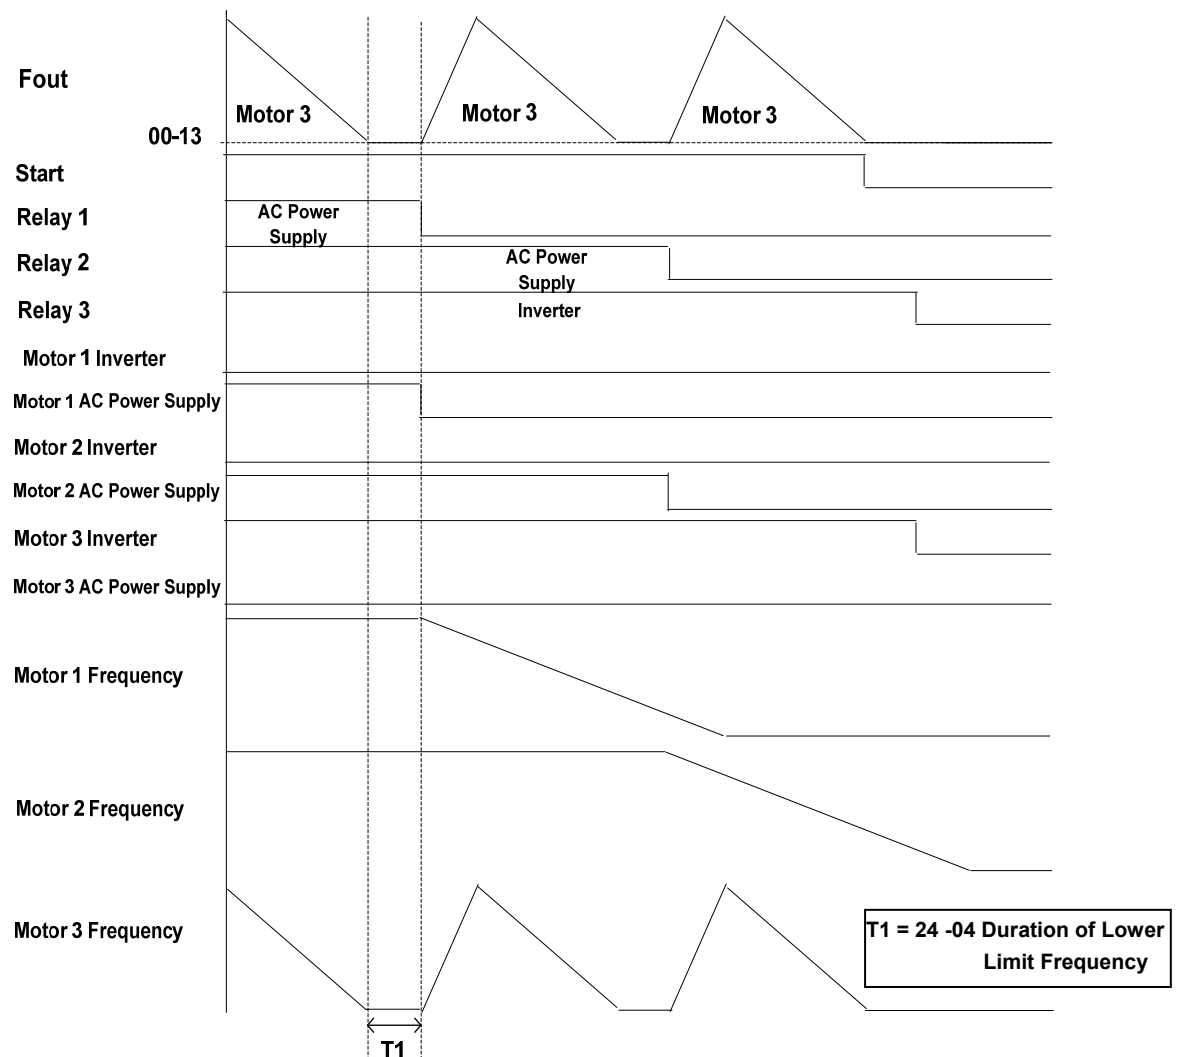 Fout
Motor 3
Motor 3
Motor 3
00-13
Start
Relay 1
AC Power
Supply
Relay 2
AC Power
Supply
Relay 3
Inverter
Motor 1 Inverter
Motor 1 AC Power Supply
Motor 2 Inverter
Motor 2 AC Power Supply
Motor 3 Inverter
Motor 3 AC Power Supply
Motor 1 Frequency
Motor 2 Frequency
Motor 3 Frequency
T1 = 24 -04 Duration of Lower
Limit Frequency
T1